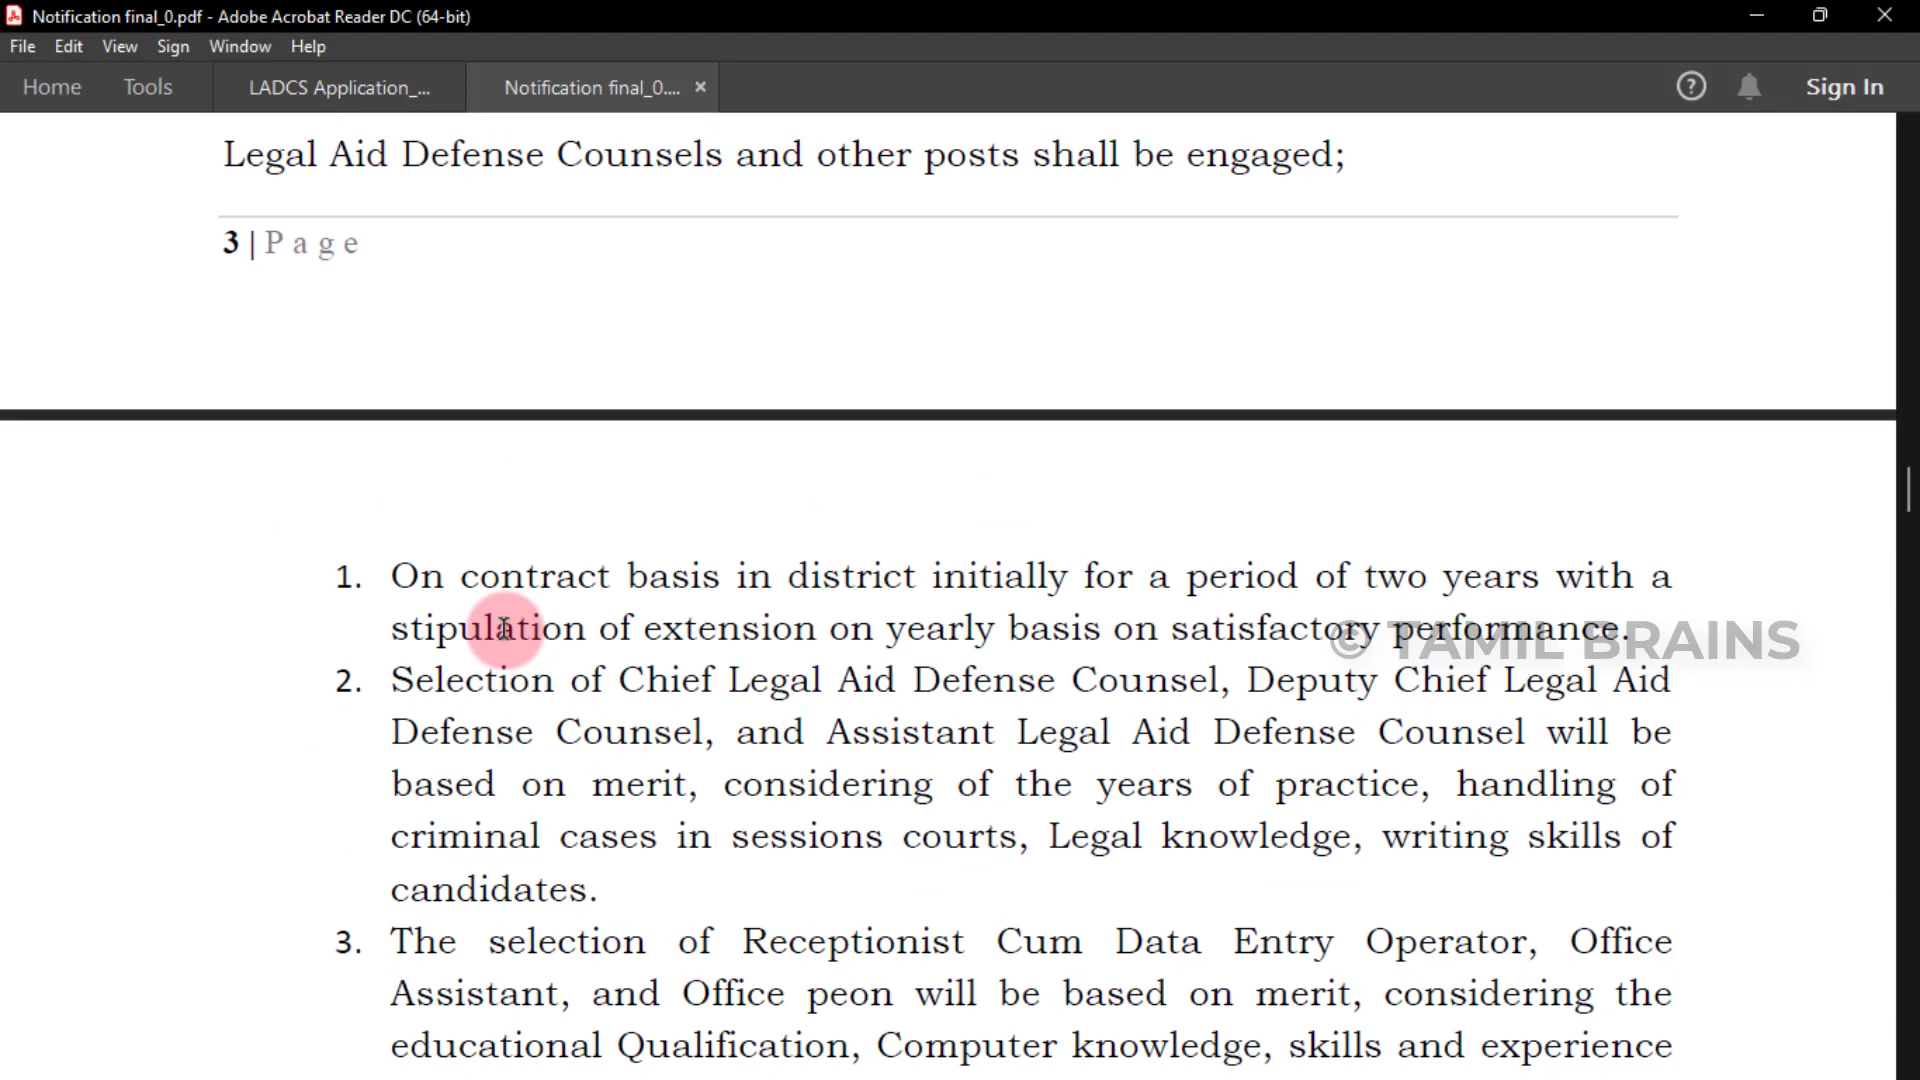 Notification final_0.pdf - Adobe Acrobat Reader DC (64-bit)
File Edit View Sign Window Help
Home Tools LADCS Application_... Notification final_0.... × Sign In
Legal Aid Defense Counsels and other posts shall be engaged;
3 | P a g e
1. On contract basis in district initially for a period of two years with a
stipulation of extension on yearly basis on satisfactory performance.
© TAMIL BRAINS
2. Selection of Chief Legal Aid Defense Counsel, Deputy Chief Legal Aid
Defense Counsel, and Assistant Legal Aid Defense Counsel will be
based on merit, considering of the years of practice, handling of
criminal cases in sessions courts, Legal knowledge, writing skills of
candidates.
3. The selection of Receptionist Cum Data Entry Operator, Office
Assistant, and Office peon will be based on merit, considering the
educational Qualification, Computer knowledge, skills and experience